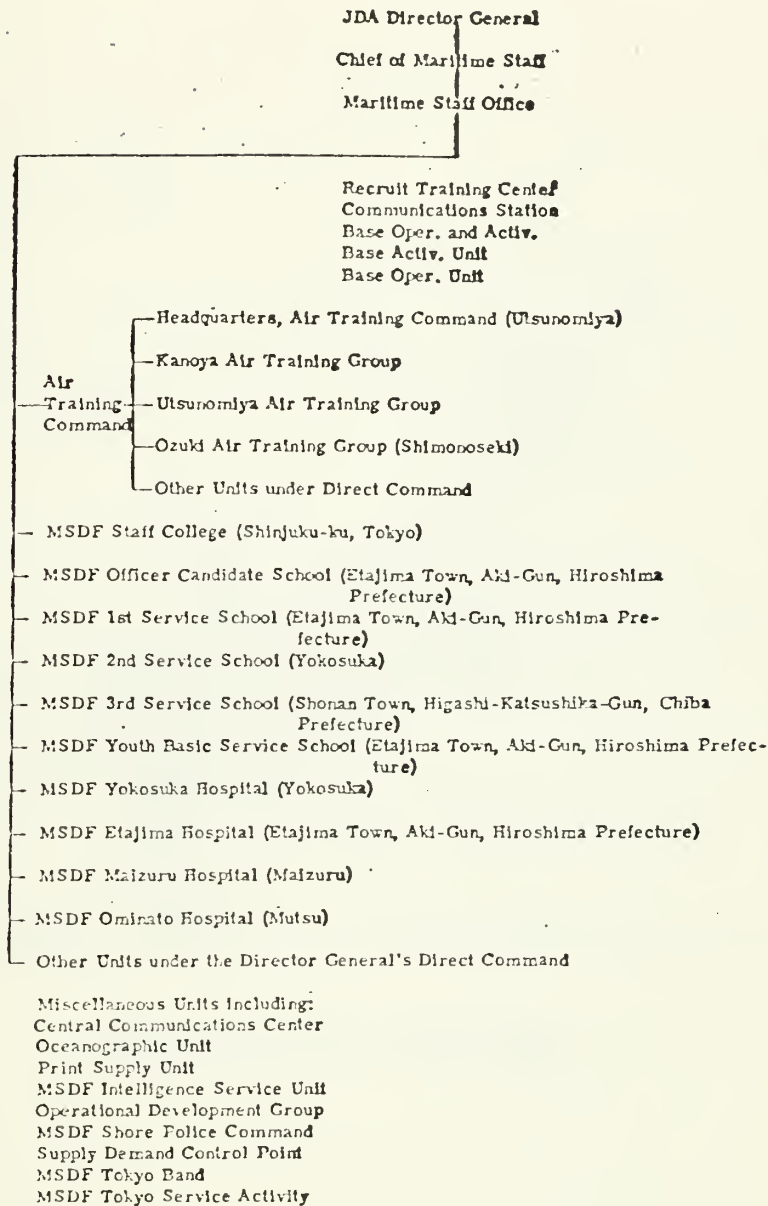 JDA Director General
Chief of Maritime Staff
Maritime Staff Office
Recruit Training Center
Communications Station
Base Oper. and Activ.
Base Activ. Unit
Base Oper. Unit
Air
Training
Command
Headquarters, Air Training Command (Utsunomiya)
Kanoya Air Training Group
Utsunomiya Air Training Group
Ozuki Air Training Group (Shimonoseki)
Other Units under Direct Command
MSDF Staff College (Shinjuku-ku, Tokyo)
MSDF Officer Candidate School (Etajima Town, Aki-Gun, Hiroshima
Prefecture)
MSDF 1st Service School (Etajima Town, Aki-Gun, Hiroshima Pre-
fecture)
MSDF 2nd Service School (Yokosuka)
MSDF 3rd Service School (Shonan Town, Higashi-Katsushika-Gun, Chiba
Prefecture)
MSDF Youth Basic Service School (Etajima Town, Aki-Gun, Hiroshima Prefec-
ture)
MSDF Yokosuka Hospital (Yokosuka)
MSDF Etajima Hospital (Etajima Town, Aki-Gun, Hiroshima Prefecture)
MSDF Maizuru Hospital (Maizuru)
MSDF Ominato Hospital (Mutsu)
Other Units under the Director General's Direct Command
Miscellaneous Units including:
Central Communications Center
Oceanographic Unit
Print Supply Unit
MSDF Intelligence Service Unit
Operational Development Group
MSDF Shore Police Command
Supply Demand Control Point
MSDF Tokyo Band
MSDF Tokyo Service Activity